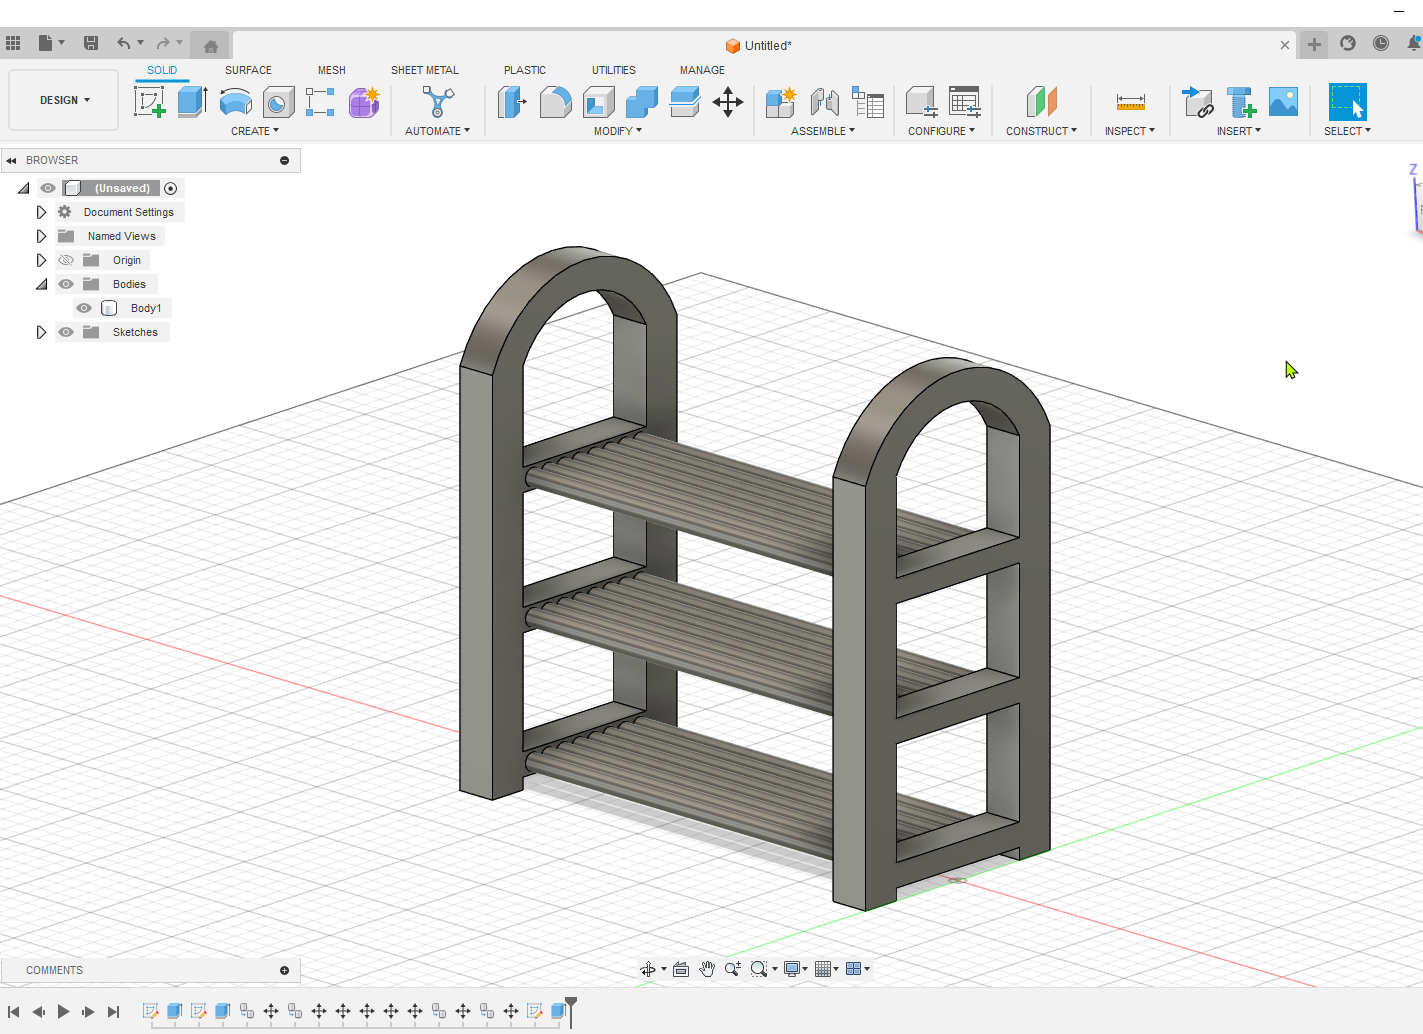 Untitled*
SOLID SURFACE MESH SHEET METAL PLASTIC UTILITIES MANAGE
DESIGN
CREATE AUTOMATE MODIFY ASSEMBLE CONFIGURE CONSTRUCT INSPECT INSERT SELECT
BROWSER
(Unsaved)
Document Settings
Named Views
Origin
Bodies
Body1
Sketches
Z
COMMENTS